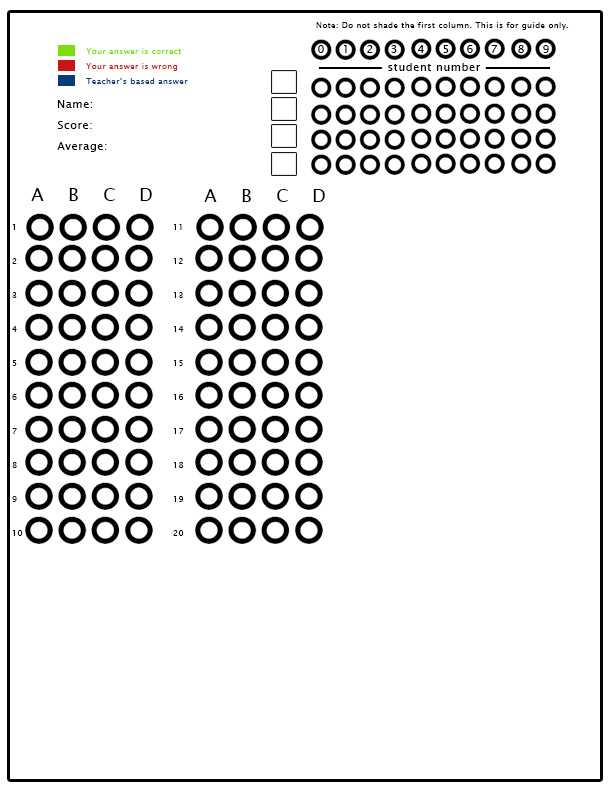 Note: Do not shade the first column. This is for guide only.
0 1 2 3 4 5 6 7 8 9
student number
Your answer is correct
Your answer is wrong
Teacher's based answer
Name:
Score:
Average:
A B C D A B C D
1 11
2 12
3 13
4 14
5 15
6 16
7 17
8 18
9 19
10 20